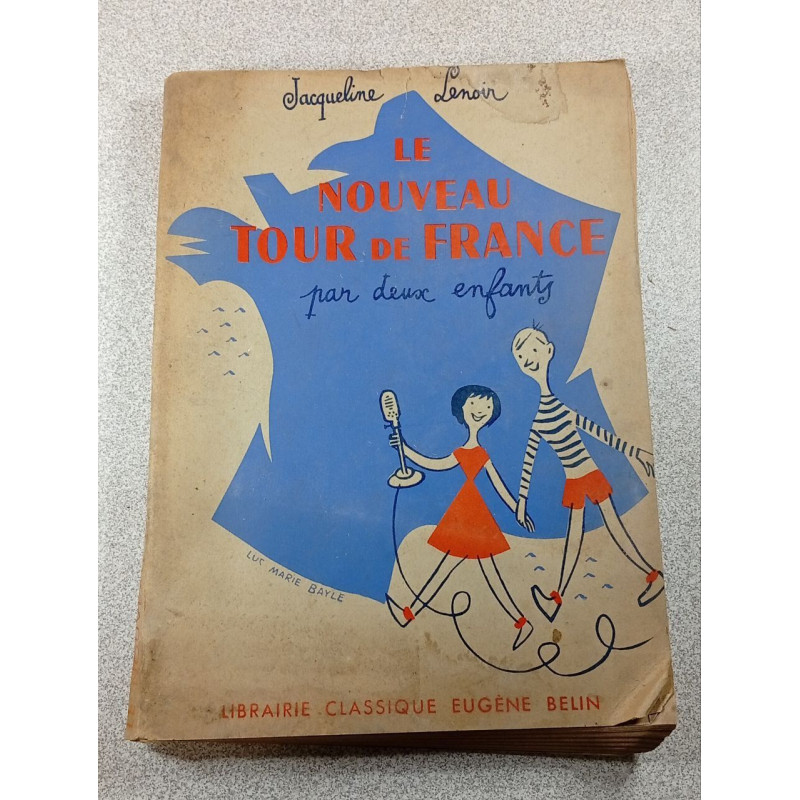 Jacqueline Lenoir
LE
NOUVEAU
TOUR DE FRANCE
par deux enfants
LUC MARIE BAYLE
LIBRAIRIE CLASSIQUE EUGÈNE BELIN